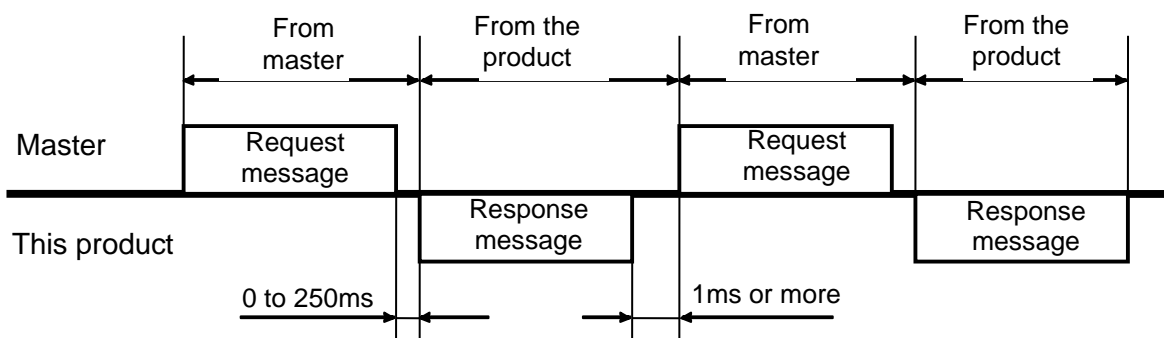 From
master
From the
product
From
master
From the
product
Master
Request
message
Request
message
This product
Response
message
Response
message
0 to 250ms
1ms or more